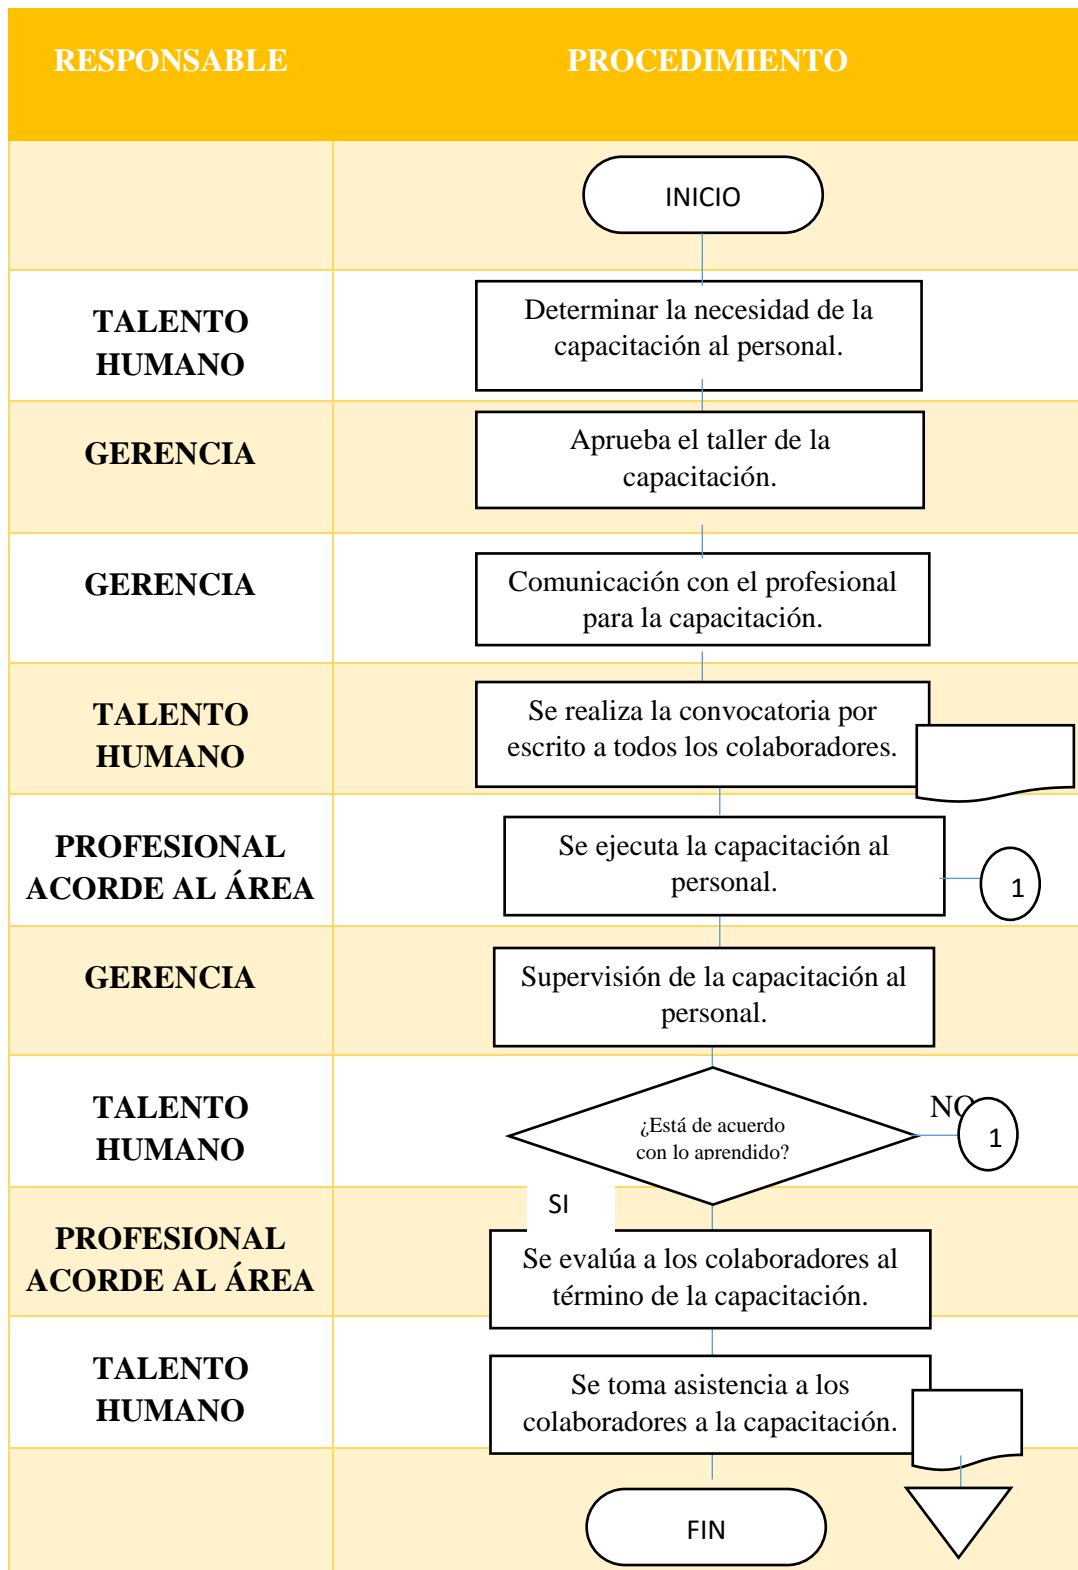 RESPONSABLE
PROCEDIMIENTO
INICIO
TALENTO
HUMANO
Determinar la necesidad de la
capacitación al personal.
GERENCIA
Aprueba el taller de la
capacitación.
GERENCIA
Comunicación con el profesional
para la capacitación.
TALENTO
HUMANO
Se realiza la convocatoria por
escrito a todos los colaboradores.
PROFESIONAL
ACORDE AL ÁREA
Se ejecuta la capacitación al
personal.
1
GERENCIA
Supervisión de la capacitación al
personal.
TALENTO
HUMANO
¿Está de acuerdo
con lo aprendido?
NO
1
SI
PROFESIONAL
ACORDE AL ÁREA
Se evalúa a los colaboradores al
término de la capacitación.
TALENTO
HUMANO
Se toma asistencia a los
colaboradores a la capacitación.
FIN